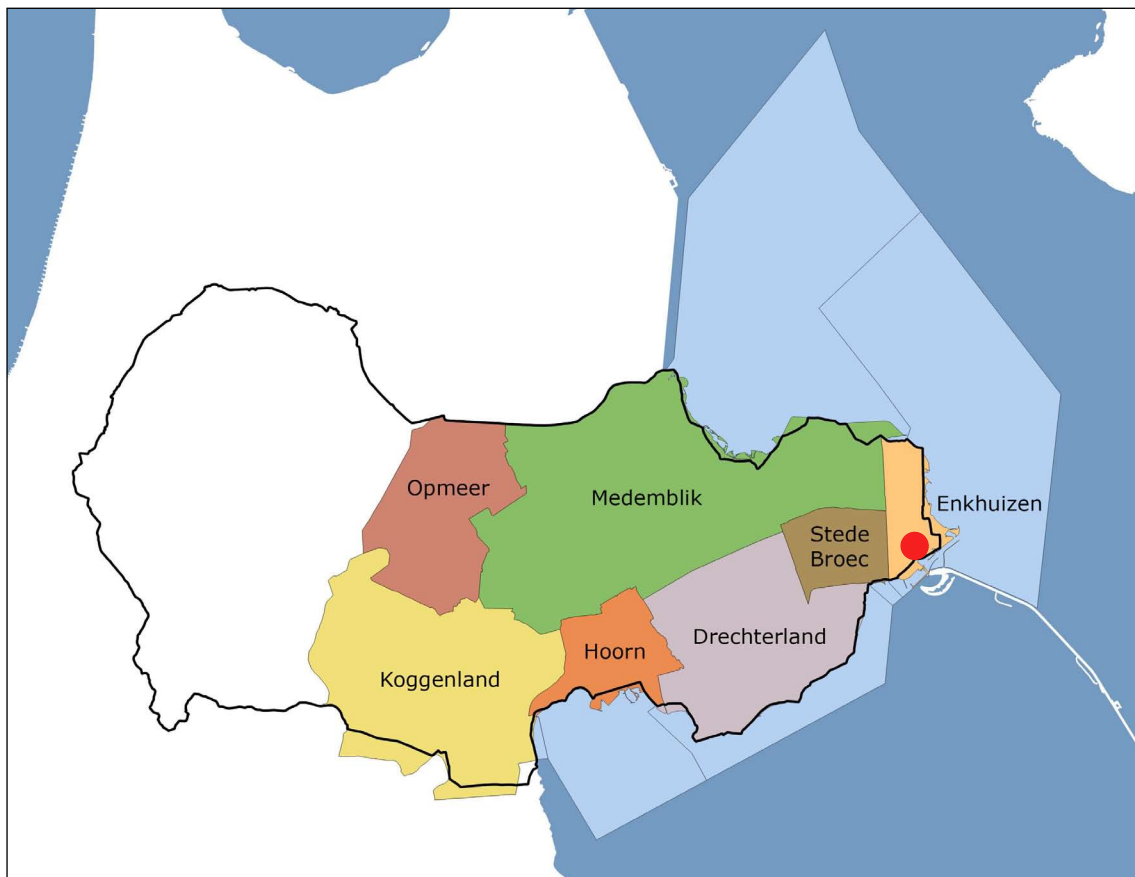 Opmeer
Medemblik
Enkhuizen
Stede
Broec
Drechterland
Hoorn
Koggenland